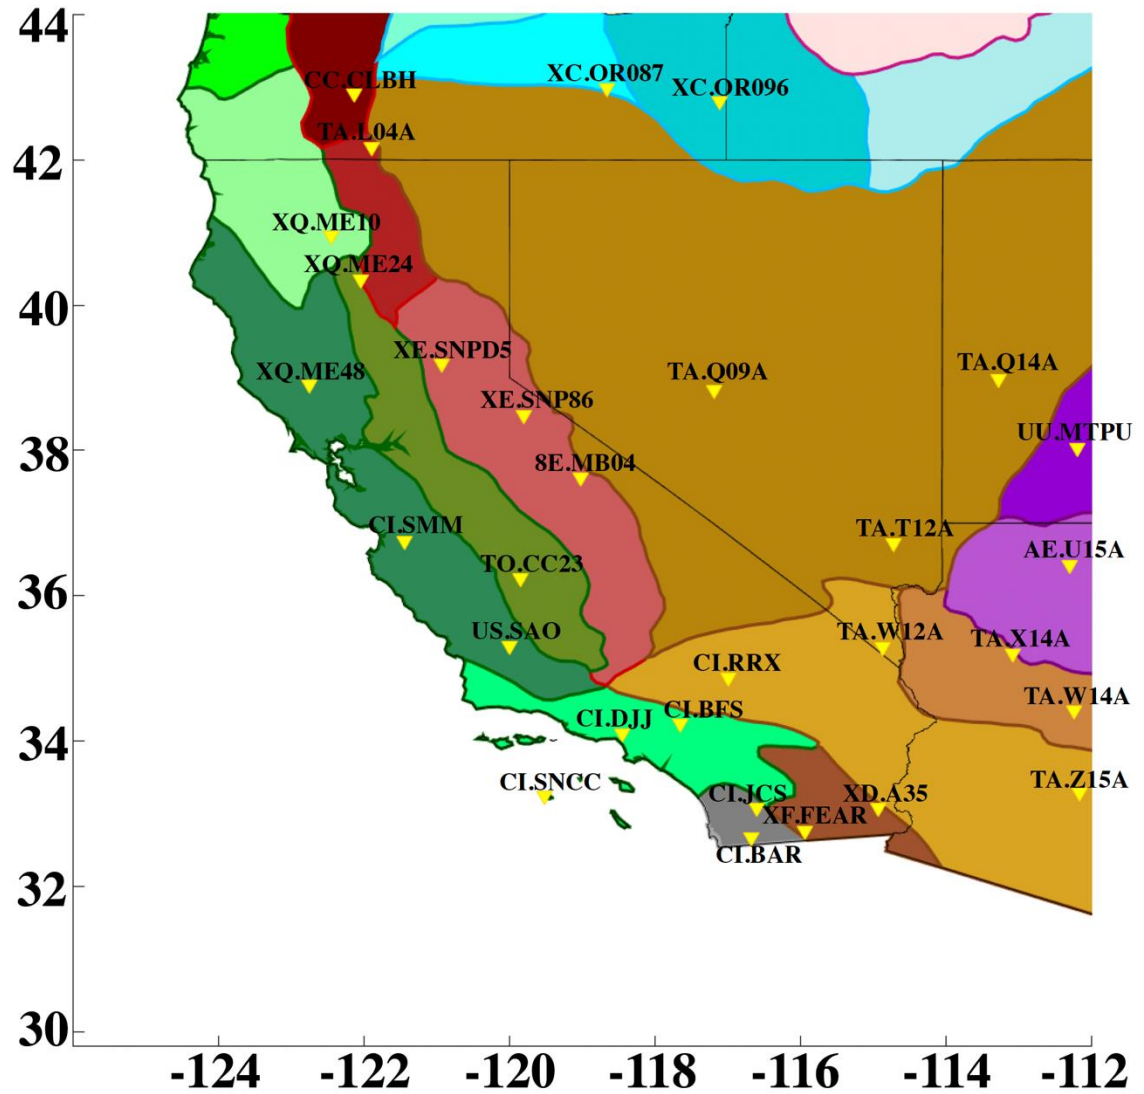 44
XC.OR087
CC.CLBH
XC.OR096
TA.L04A
42
XQ.ME10
XQ.ME24
40
XE.SNPD5
TA.Q14A
XQ.ME48
TA.Q09A
XE.SNP86
UU.MTPU
38
8E.MB04
CI.SMM
TA.T12A
AE.U15A
TO.CC23
36
US.SAO
TA.W12A
TA.X14A
CI.RRX
TA.W14A
CI.BFS
CI.DJJ
34
CI.SNCC
TA.Z15A
CI.JCS
XD.A35
XF.FEAR
CI.BAR
32
30
-124 -122 -120 -118 -116 -114 -112